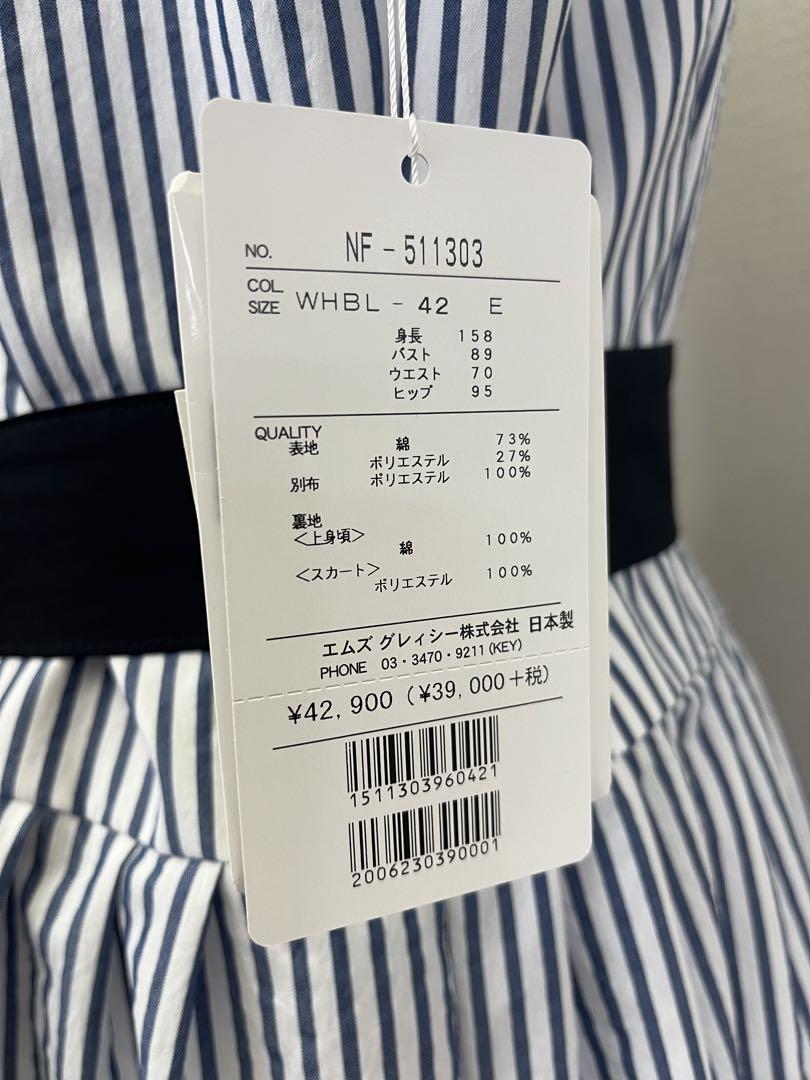 NO. NF-511303
COL.
SIZE WHBL - 42 E
身長 158
バスト 89
ウエスト 70
ヒップ 95
QUALITY
表地 綿 73%
ポリエステル 27%
別布 ポリエステル 100%
裏地
<上身頃>
綿 100%
<スカート>
ポリエステル 100%
エムズ グレィシー株式会社 日本製
PHONE 03・3470・9211(KEY)
¥42,900(¥39,000+税)
1511303960421
2006230390001